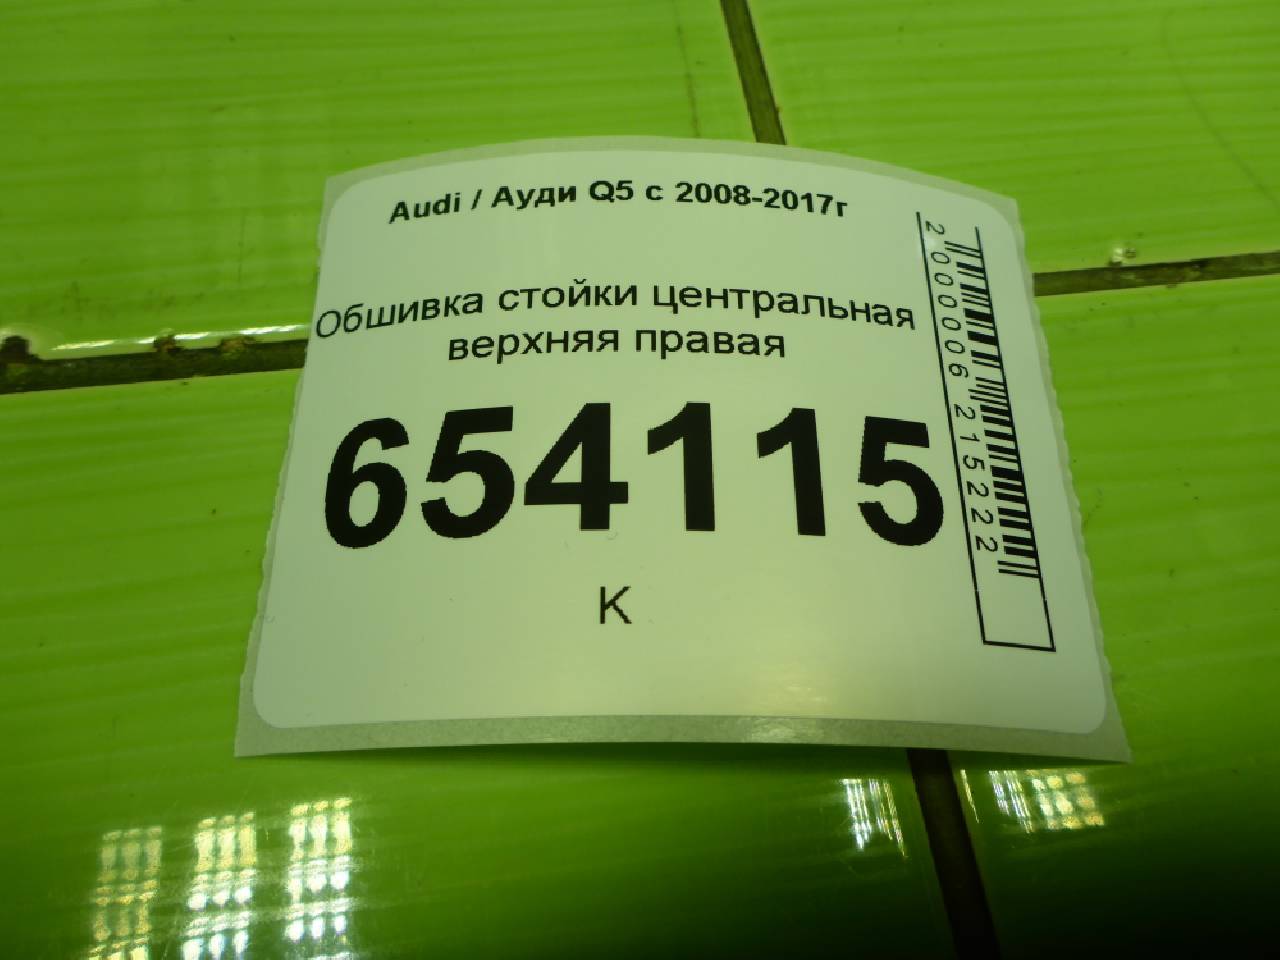 Audi / Ауди Q5 с 2008-2017г
Обшивка стойки центральная
верхняя правая
654115
К
2000006215222